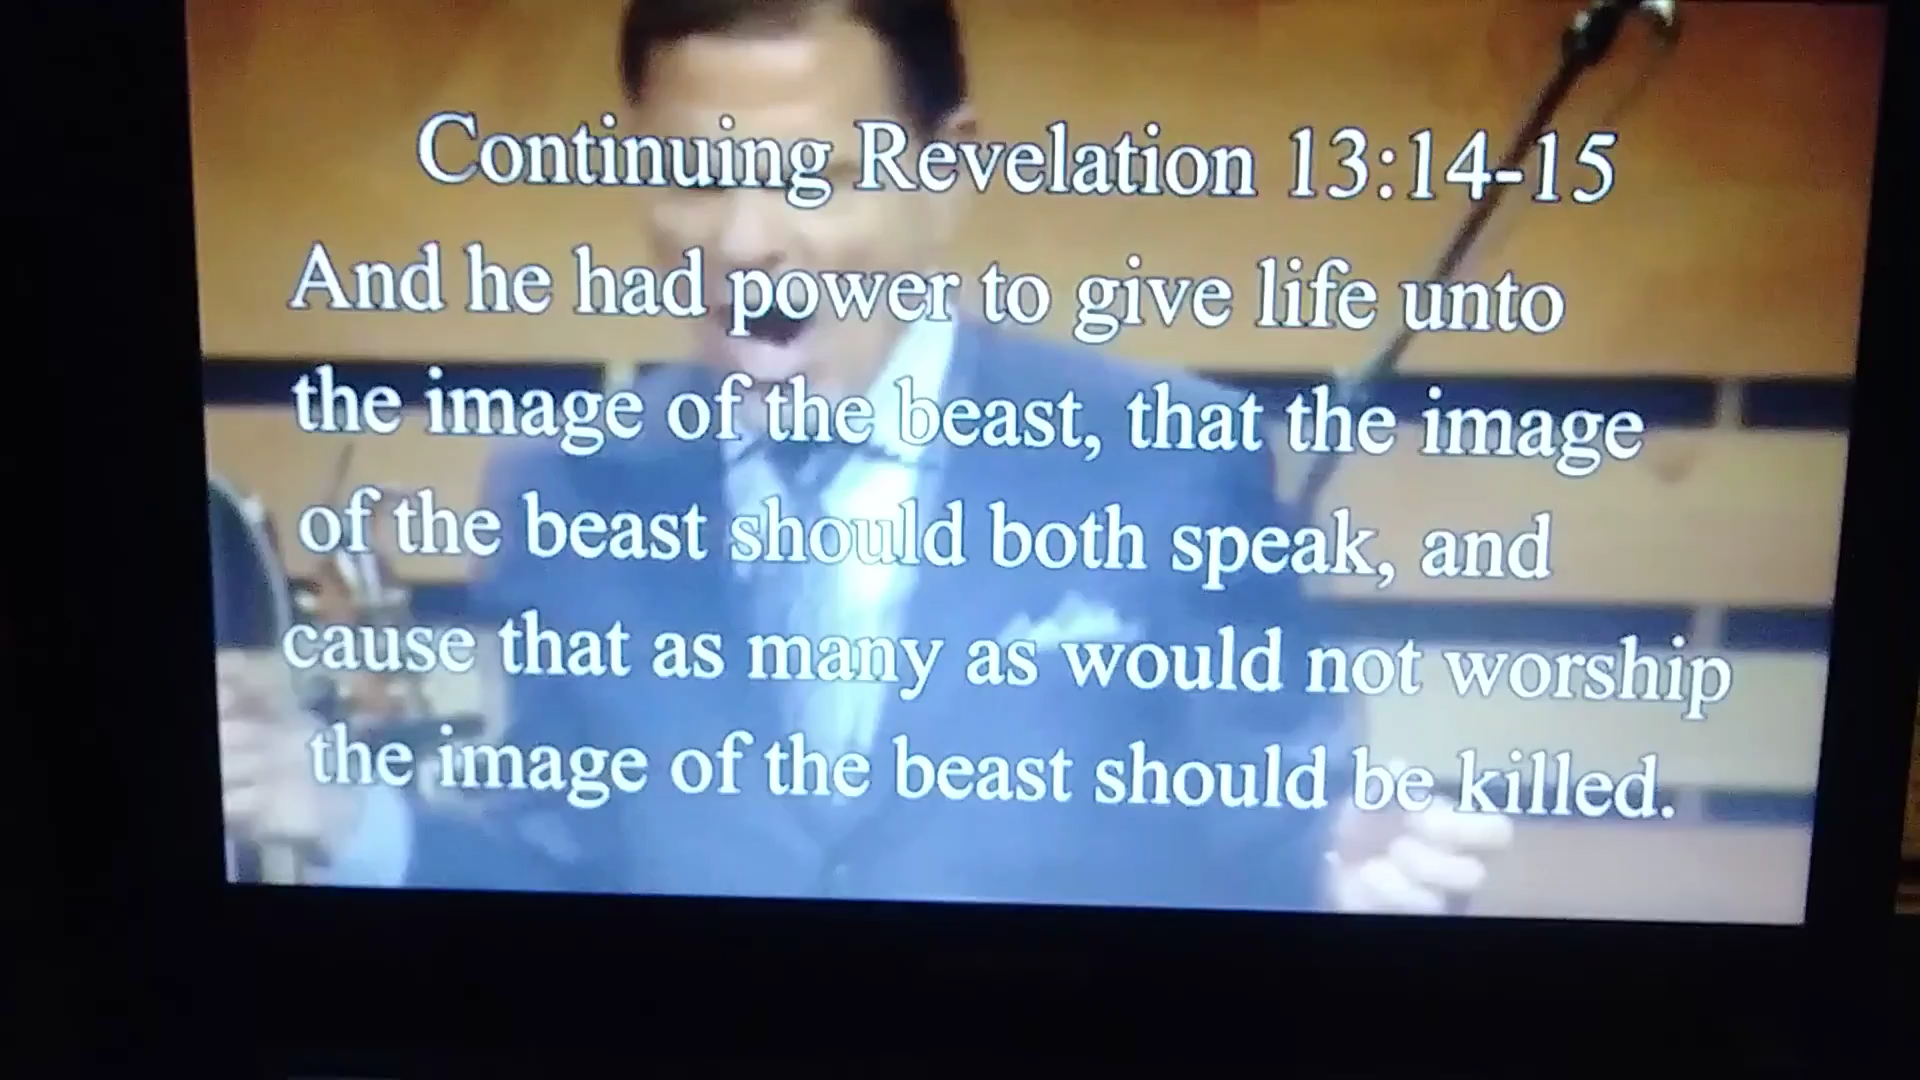 Continuing Revelation 13:14-15
And he had power to give life unto
the image of the beast, that the image
of the beast should both speak, and
cause that as many as would not worship
the image of the beast should be killed.